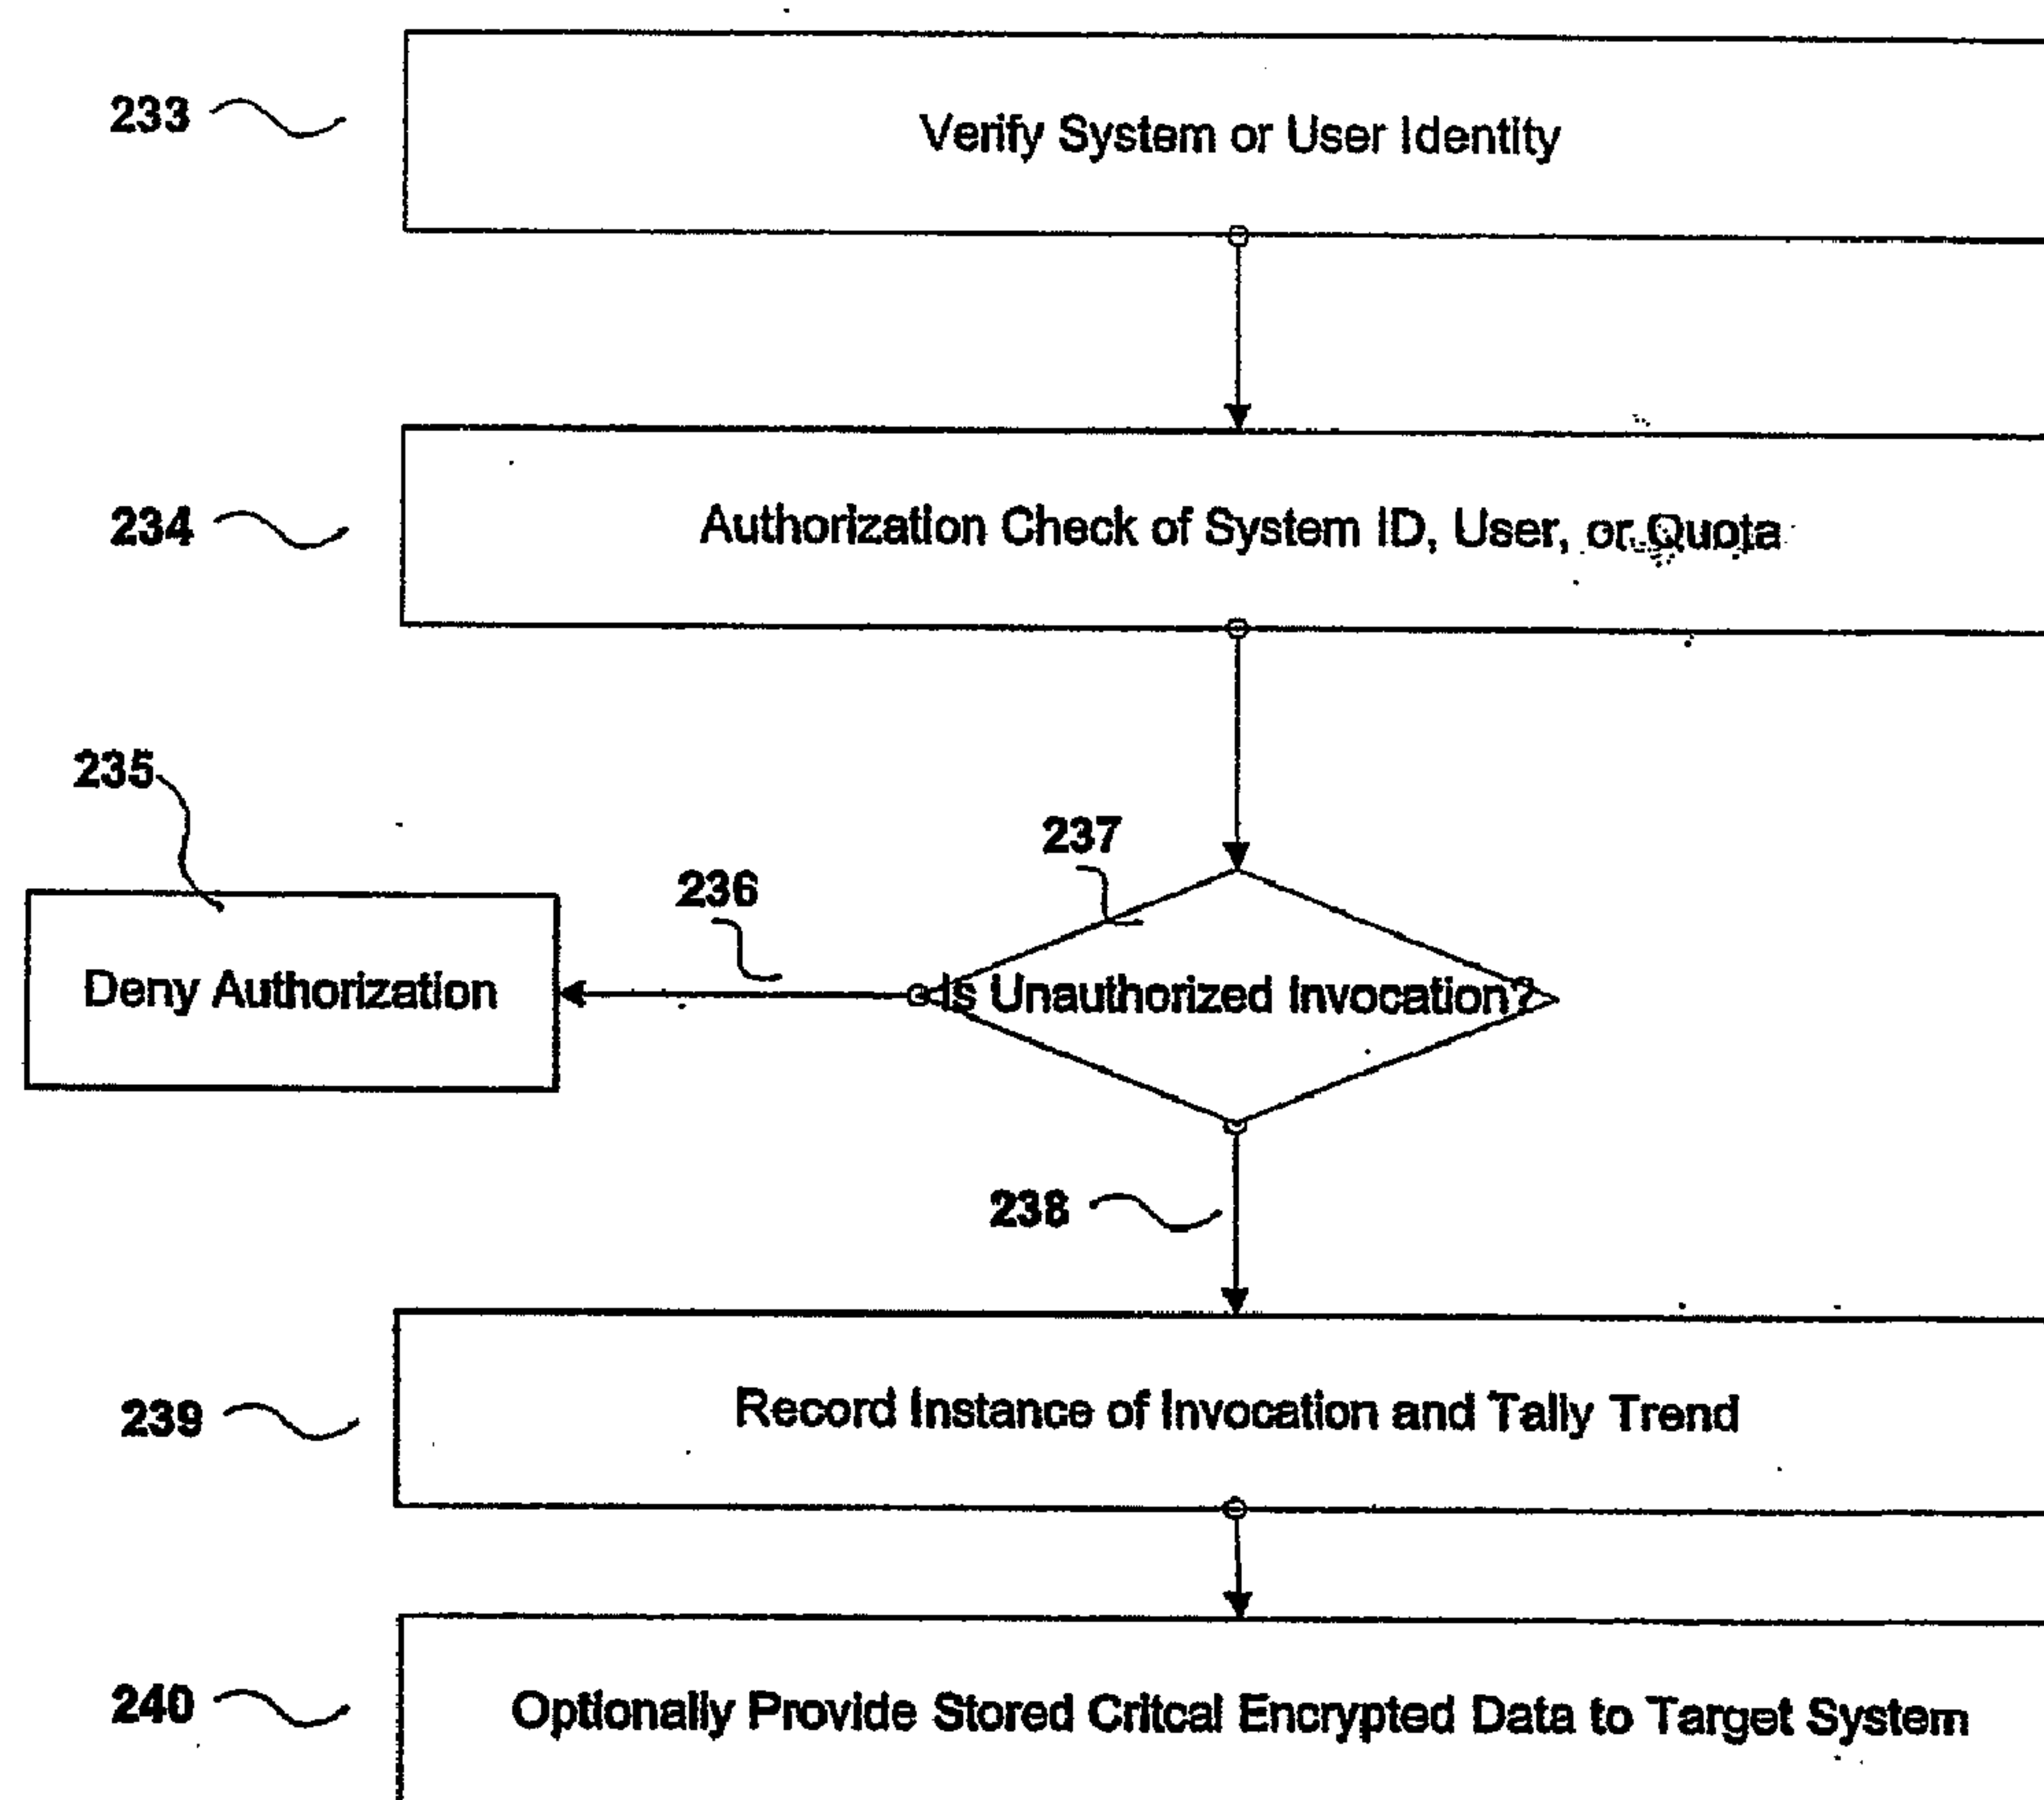 233
Verify System or User Identity
234
Authorization Check of System ID, User, or Quota
235
237
236
Deny Authorization
Is Unauthorized Invocation?
238
239
Record Instance of Invocation and Tally Trend
240
Optionally Provide Stored Critcal Encrypted Data to Target System